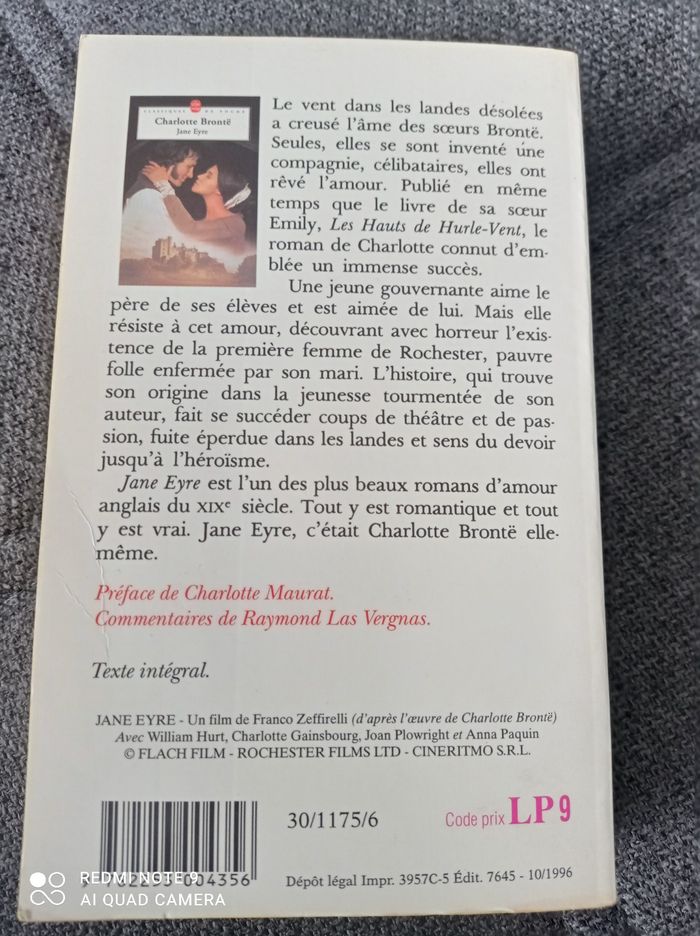 CLASSIQUES DE POCHE
Charlotte Brontë
Jane Eyre
Le vent dans les landes désolées
a creusé l'âme des sœurs Brontë.
Seules, elles se sont inventé une
compagnie, célibataires, elles ont
rêvé l'amour. Publié en même
temps que le livre de sa sœur
Emily, Les Hauts de Hurle-Vent, le
roman de Charlotte connut d'em-
blée un immense succès.
Une jeune gouvernante aime le
père de ses élèves et est aimée de lui. Mais elle
résiste à cet amour, découvrant avec horreur l'exis-
tence de la première femme de Rochester, pauvre
folle enfermée par son mari. L'histoire, qui trouve
son origine dans la jeunesse tourmentée de son
auteur, fait se succéder coups de théâtre et de pas-
sion, fuite éperdue dans les landes et sens du devoir
jusqu'à l'héroïsme.
Jane Eyre est l'un des plus beaux romans d'amour
anglais du XIXe siècle. Tout y est romantique et tout
y est vrai. Jane Eyre, c'était Charlotte Brontë elle-
même.
Préface de Charlotte Maurat.
Commentaires de Raymond Las Vergnas.
Texte intégral.
JANE EYRE - Un film de Franco Zeffirelli (d'après l'œuvre de Charlotte Brontë)
Avec William Hurt, Charlotte Gainsbourg, Joan Plowright et Anna Paquin
© FLACH FILM - ROCHESTER FILMS LTD - CINERITMO S.R.L.
30/1175/6
Code prix LP9
004356
Dépôt légal Impr. 3957C-5 Édit. 7645 - 10/1996
REDMI NOTE 9
AI QUAD CAMERA